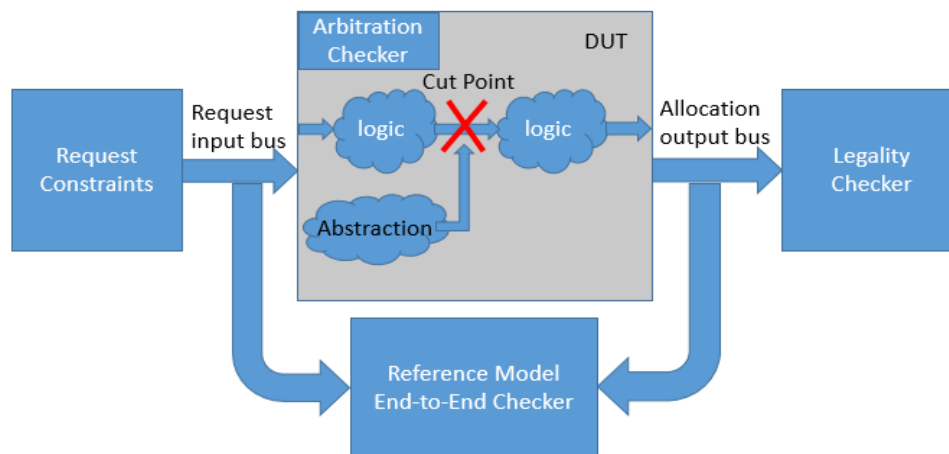 Arbitration
Checker
DUT
Cut Point
Request
input bus
logic
logic
Allocation
output bus
Request
Constraints
Legality
Checker
Abstraction
Reference Model
End-to-End Checker